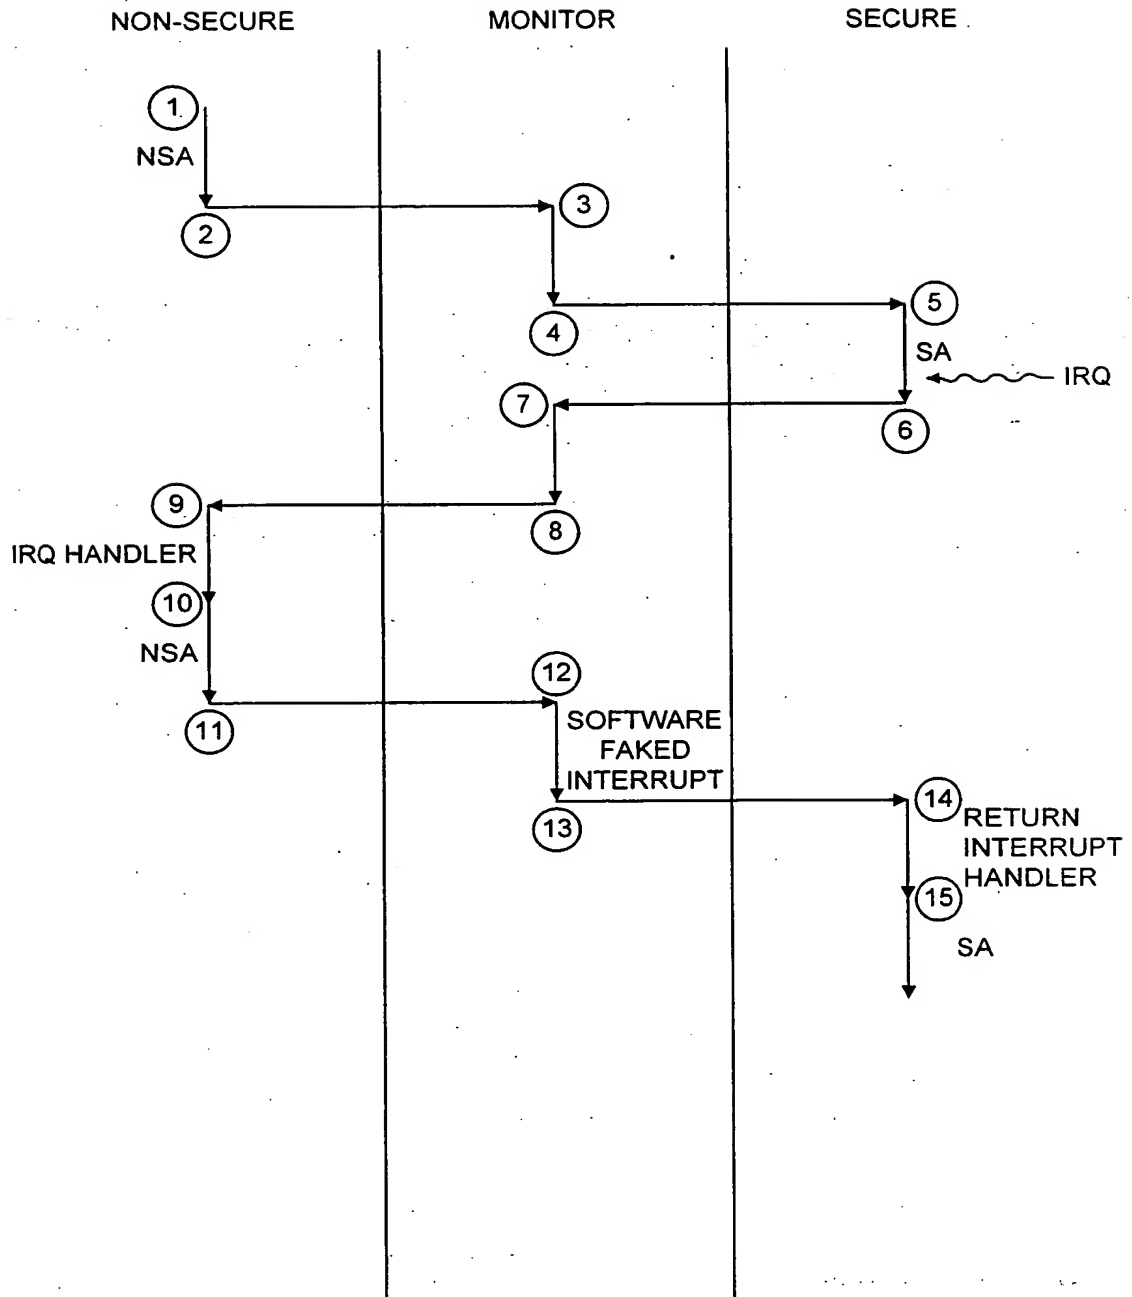 NON-SECURE
MONITOR
SECURE
1
NSA
2
3
4
5
SA
IRQ
6
7
8
9
IRQ HANDLER
10
NSA
11
12
SOFTWARE
FAKED
INTERRUPT
13
14
RETURN
INTERRUPT
HANDLER
15
SA